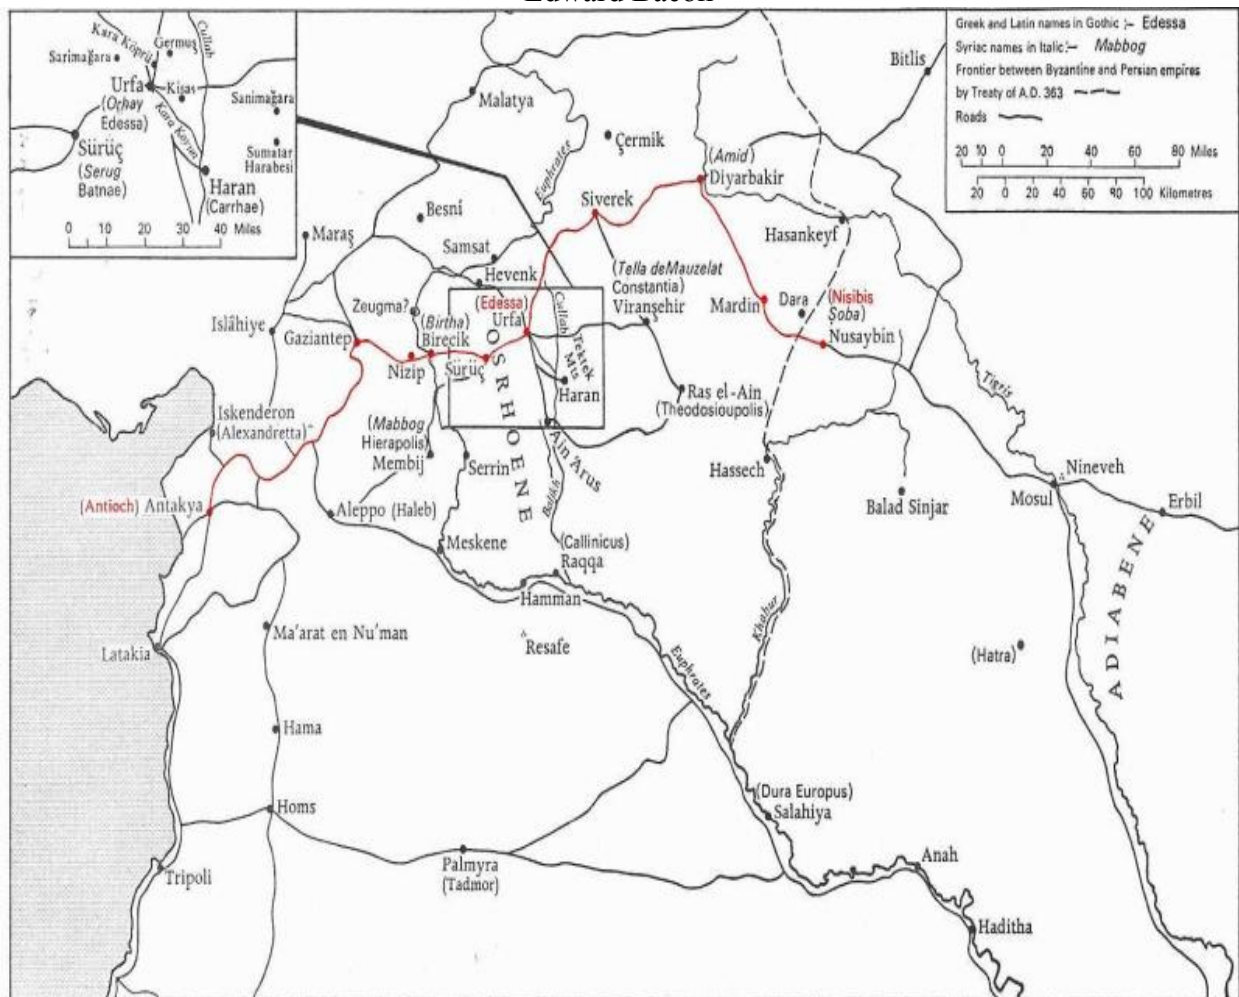 Edward Bacon
Kara Köprü
Cullab
Germuş
Sarimağara
Urfa
Kisas
(Orhay
Edessa)
Kara Koyun
Sanimağara
Sürüç
(Serug
Batnae)
Sumatar
Harabesi
Haran
(Carrhae)
0 10 20 30 40 Miles
Greek and Latin names in Gothic :- Edessa
Syriac names in Italic :- Mabbog
Frontier between Byzantine and Persian empires
by Treaty of A.D. 363
Roads
20 10 0 20 40 60 80 Miles
20 0 20 40 60 80 100 Kilometres
Bitlis
Malatya
Çermik
Euphrates
(Amid)
Diyarbakir
Siverek
Besni
Hasankeyf
Maraş
Samsat
Hevenk
(Tella deMauzelat
Constantia)
Viranşehir
Zeugma?
(Edessa)
Urfa
Cullab
Mardin
Dara
(Nisibis
Şoba)
Nusaybin
Islâhiye
Gaziantep
(Birtha)
Birecik
Nizip
Sürüç
Tektek
Mts
Haran
OSRHOENE
Ras el-Ain
(Theodosioupolis)
Tigris
Iskenderon
(Alexandretta)
(Mabbog
Hierapolis)
Membij
Serrin
Ain 'Arus
Balikh
Hassech
Nineveh
Mosul
Erbil
Balad Sinjar
(Antioch) Antakya
Aleppo (Haleb)
Meskene
(Callinicus)
Raqqa
Hamman
Resafe
Khabur
ADIABENE
Ma'arat en Nu'man
Latakia
Euphrates
(Hatra)
Hama
(Dura Europus)
Salahiya
Homs
Palmyra
(Tadmor)
Anah
Tripoli
Haditha